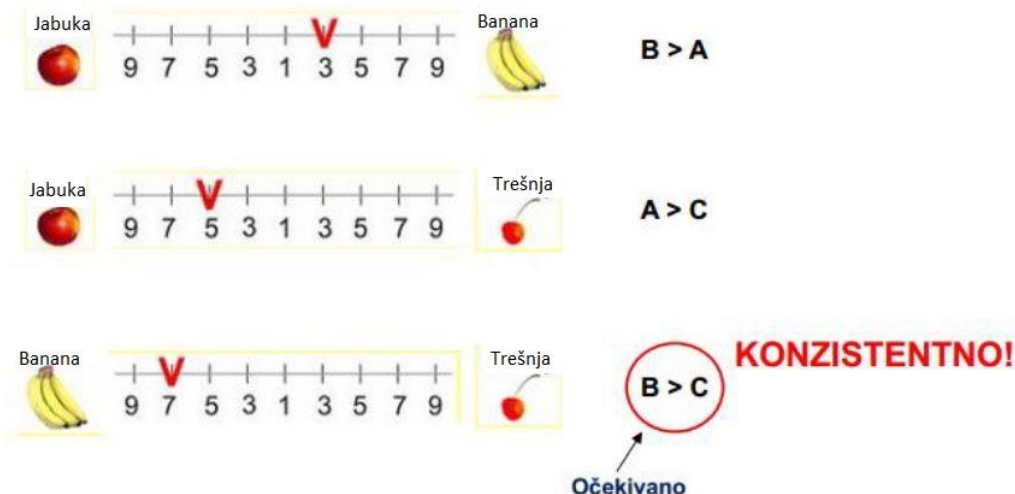 Jabuka
9 7 5 3 1 3 5 7 9
Banana
B > A
Jabuka
9 7 5 3 1 3 5 7 9
Trešnja
A > C
Banana
9 7 5 3 1 3 5 7 9
Trešnja
B > C
KONZISTENTNO!
Očekivano